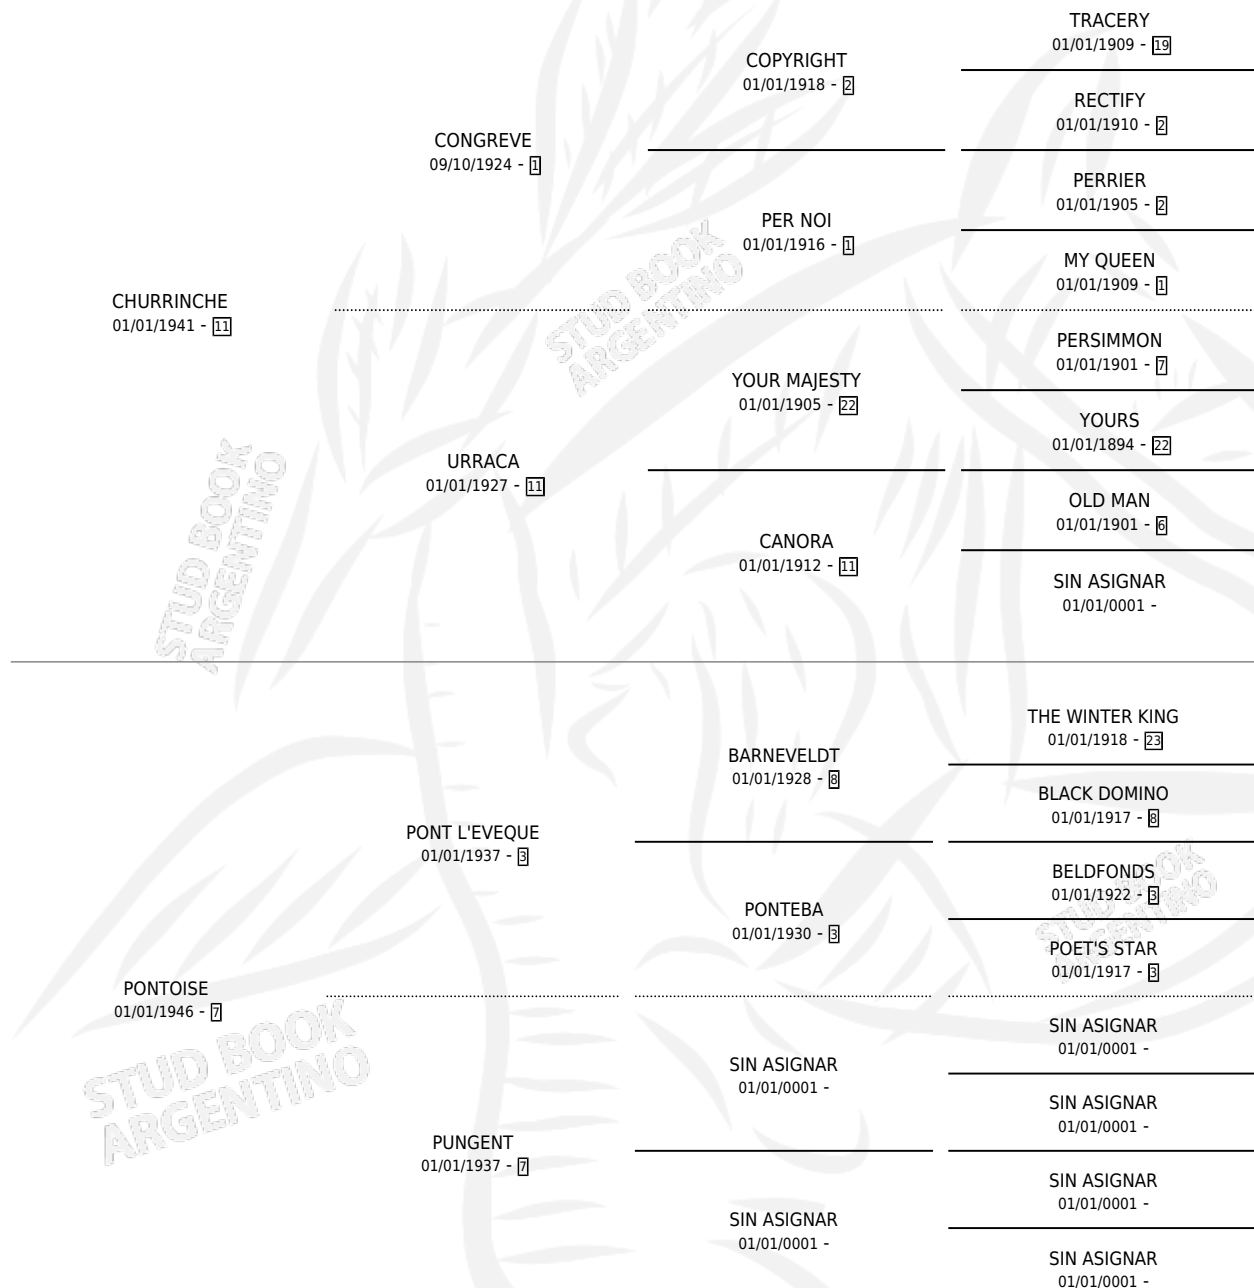 TRACERY
01/01/1909 - 19
COPYRIGHT
01/01/1918 - 2
RECTIFY
01/01/1910 - 2
CONGREVE
09/10/1924 - 1
PERRIER
01/01/1905 - 2
PER NOI
01/01/1916 - 1
MY QUEEN
01/01/1909 - 1
CHURRINCHE
01/01/1941 - 11
PERSIMMON
01/01/1901 - 7
YOUR MAJESTY
01/01/1905 - 22
YOURS
01/01/1894 - 22
URRACA
01/01/1927 - 11
OLD MAN
01/01/1901 - 6
CANORA
01/01/1912 - 11
SIN ASIGNAR
01/01/0001 -
STUD BOOK
ARGENTINO
STUD BOOK
ARGENTINO
THE WINTER KING
01/01/1918 - 23
BARNEVELDT
01/01/1928 - 8
BLACK DOMINO
01/01/1917 - 8
PONT L'EVEQUE
01/01/1937 - 3
BELDFONDS
01/01/1922 - 3
PONTEBA
01/01/1930 - 3
POET'S STAR
01/01/1917 - 3
STUD BOOK
ARGENTINO
PONTOISE
01/01/1946 - 7
SIN ASIGNAR
01/01/0001 -
SIN ASIGNAR
01/01/0001 -
SIN ASIGNAR
01/01/0001 -
PUNGENT
01/01/1937 - 7
SIN ASIGNAR
01/01/0001 -
SIN ASIGNAR
01/01/0001 -
SIN ASIGNAR
01/01/0001 -
STUD BOOK
ARGENTINO